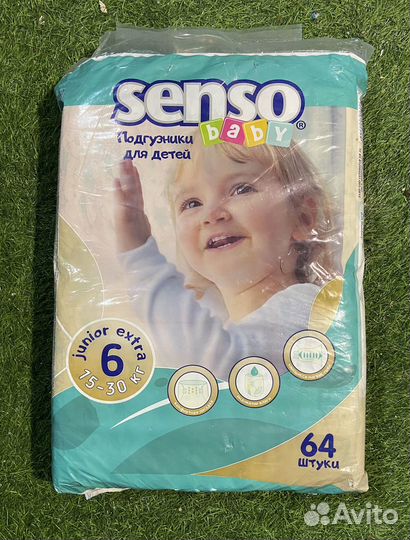 senso
baby ®
Подгузники
для детей
junior extra
6
15-30 кг
64
штуки
Avito